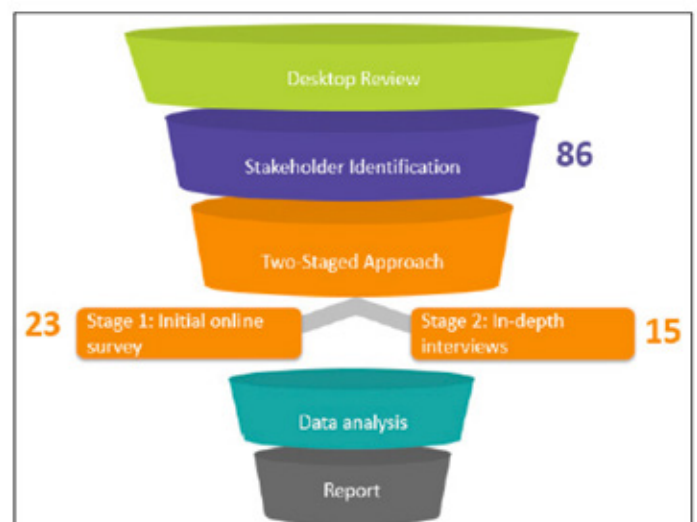 Desktop Review
Stakeholder Identification
86
Two-Staged Approach
23
Stage 1: Initial online
survey
Stage 2: In-depth
interviews
15
Data analysis
Report